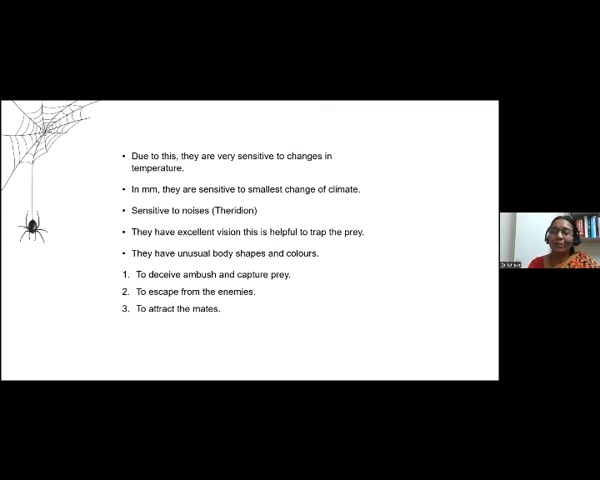 • Due to this, they are very sensitive to changes in
temperature.
• In mm, they are sensitive to smallest change of climate.
• Sensitive to noises (Theridion)
• They have excellent vision this is helpful to trap the prey.
• They have unusual body shapes and colours.
1. To deceive ambush and capture prey.
2. To escape from the enemies.
3. To attract the mates.